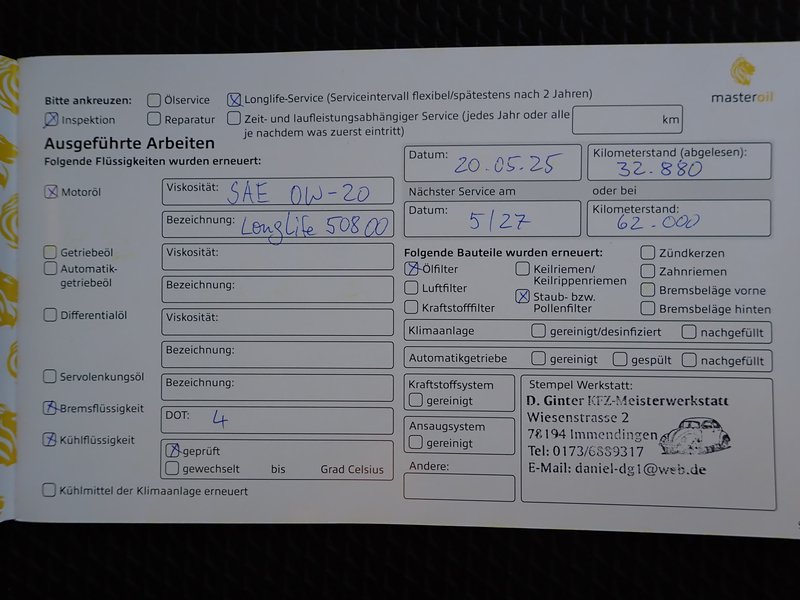 masteroil
Bitte ankreuzen: Ölservice Longlife-Service (Serviceintervall flexibel/spätestens nach 2 Jahren)
Inspektion Reparatur Zeit- und laufleistungsabhängiger Service (jedes Jahr oder alle km
je nachdem was zuerst eintritt)
Ausgeführte Arbeiten
Folgende Flüssigkeiten wurden erneuert:
Motoröl Viskosität: SAE 0W-20
Bezeichnung: Longlife 50800
Getriebeöl Viskosität:
Automatik-
getriebeöl Bezeichnung:
Differentialöl Viskosität:
Bezeichnung:
Servolenkungsöl Bezeichnung:
Bremsflüssigkeit DOT: 4
Kühlflüssigkeit geprüft
gewechselt bis Grad Celsius
Kühlmittel der Klimaanlage erneuert
Datum: 20.05.25 Kilometerstand (abgelesen): 32.880
Nächster Service am oder bei
Datum: 5/27 Kilometerstand: 62.000
Folgende Bauteile wurden erneuert:
Ölfilter Keilriemen/ Zündkerzen
Keilrippenriemen Zahnriemen
Luftfilter Staub- bzw. Bremsbeläge vorne
Kraftstofffilter Pollenfilter Bremsbeläge hinten
Klimaanlage gereinigt/desinfiziert nachgefüllt
Automatikgetriebe gereinigt gespült nachgefüllt
Kraftstoffsystem
gereinigt
Ansaugsystem
gereinigt
Andere:
Stempel Werkstatt:
D. Ginter KFZ-Meisterwerkstatt
Wiesenstrasse 2
78194 Immendingen
Tel: 0173/6889317
E-Mail: daniel-dg1@web.de